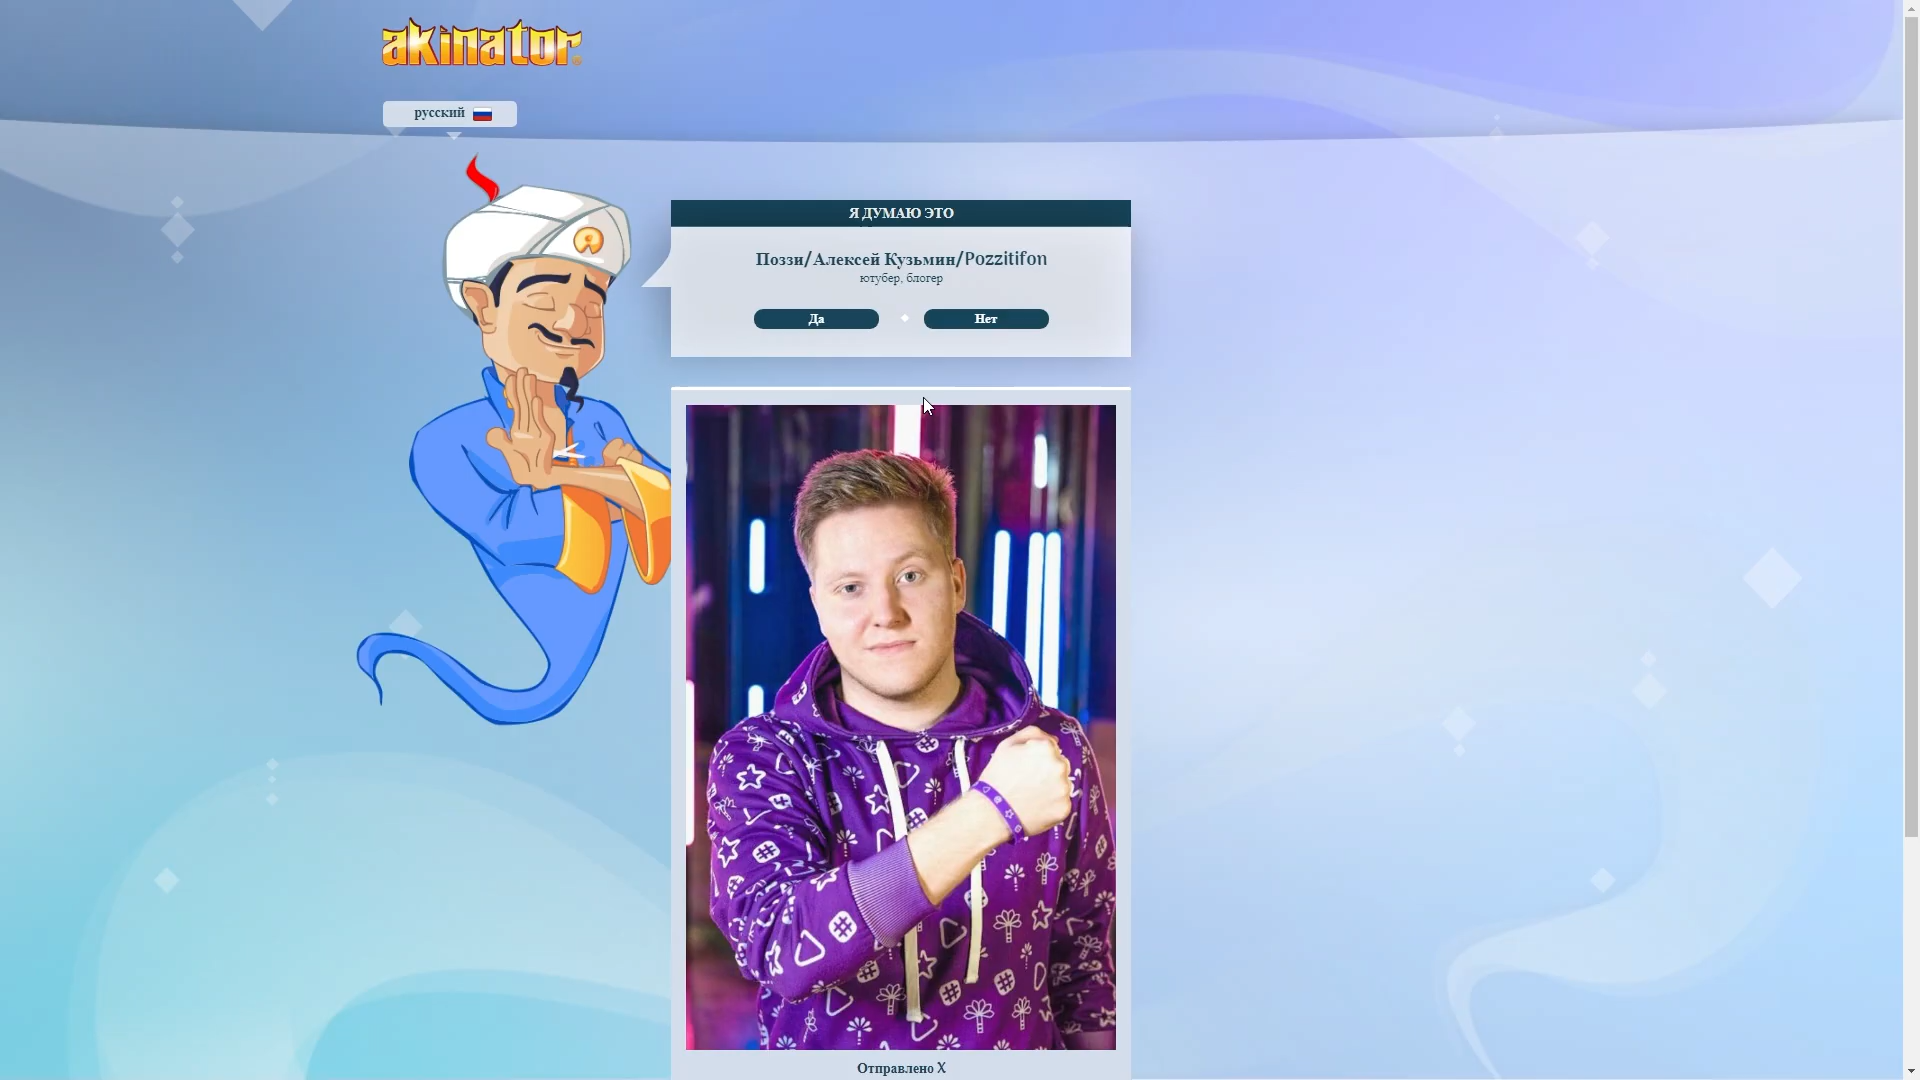 akinator
русский
Я ДУМАЮ ЭТО
Поззи/Алексей Кузьмин/Pozzitifon
ютубер, блогер
Да
Нет
Отправлено X